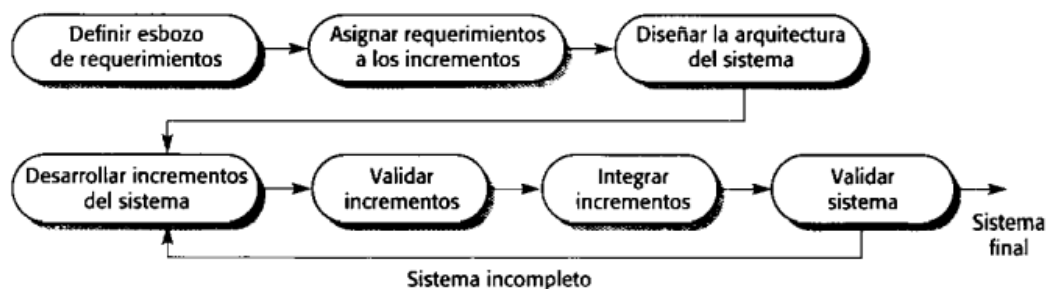 Definir esbozo
de requerimientos
Asignar requerimientos
a los incrementos
Diseñar la arquitectura
del sistema
Desarrollar incrementos
del sistema
Validar
incrementos
Integrar
incrementos
Validar
sistema
Sistema
final
Sistema incompleto